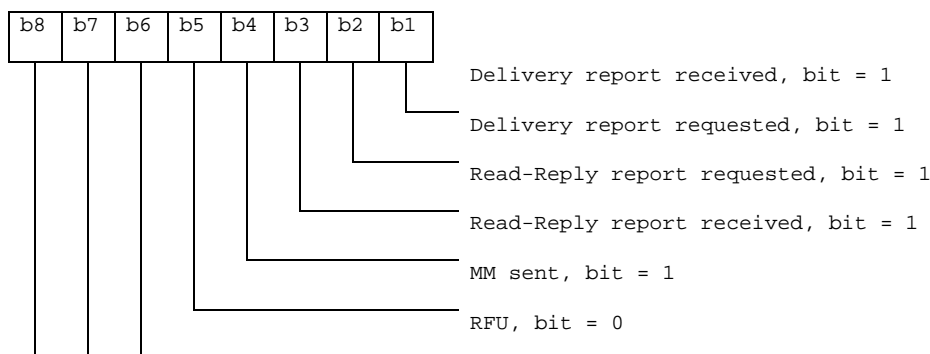 b8 b7 b6 b5 b4 b3 b2 b1
Delivery report received, bit = 1
Delivery report requested, bit = 1
Read-Reply report requested, bit = 1
Read-Reply report received, bit = 1
MM sent, bit = 1
RFU, bit = 0